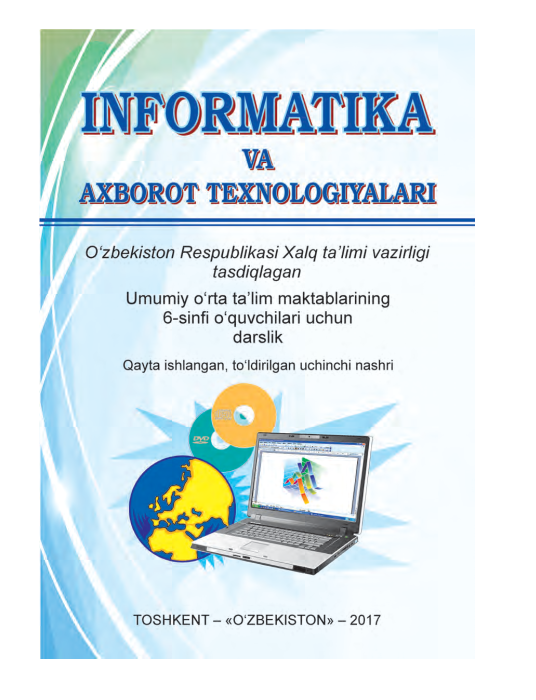 INFORMATIKA
VA
AXBOROT TEXNOLOGIYALARI
O‘zbekiston Respublikasi Xalq ta’limi vazirligi
tasdiqlagan
Umumiy o‘rta ta’lim maktablarining
6-sinfi o‘quvchilari uchun
darslik
Qayta ishlangan, to‘ldirilgan uchinchi nashri
DVD
TOSHKENT – «O‘ZBEKISTON» – 2017